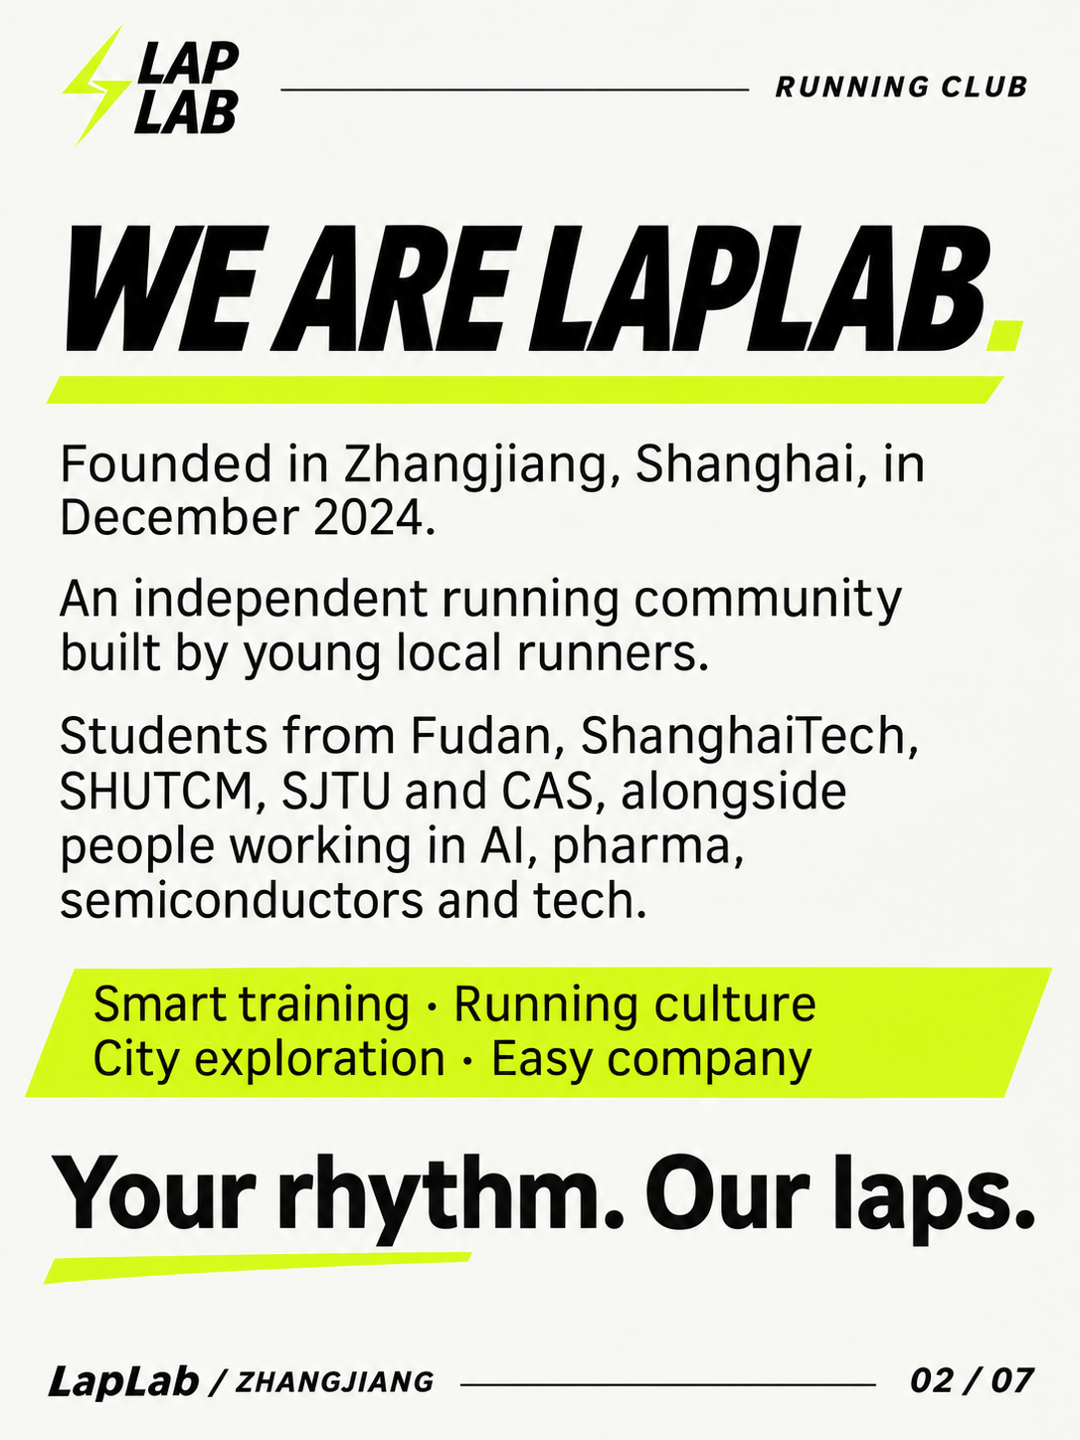 LAP
LAB
RUNNING CLUB
WE ARE LAPLAB.
Founded in Zhangjiang, Shanghai, in
December 2024.
An independent running community
built by young local runners.
Students from Fudan, ShanghaiTech,
SHUTCM, SJTU and CAS, alongside
people working in AI, pharma,
semiconductors and tech.
Smart training · Running culture
City exploration · Easy company
Your rhythm. Our laps.
LapLab / ZHANGJIANG
02 / 07